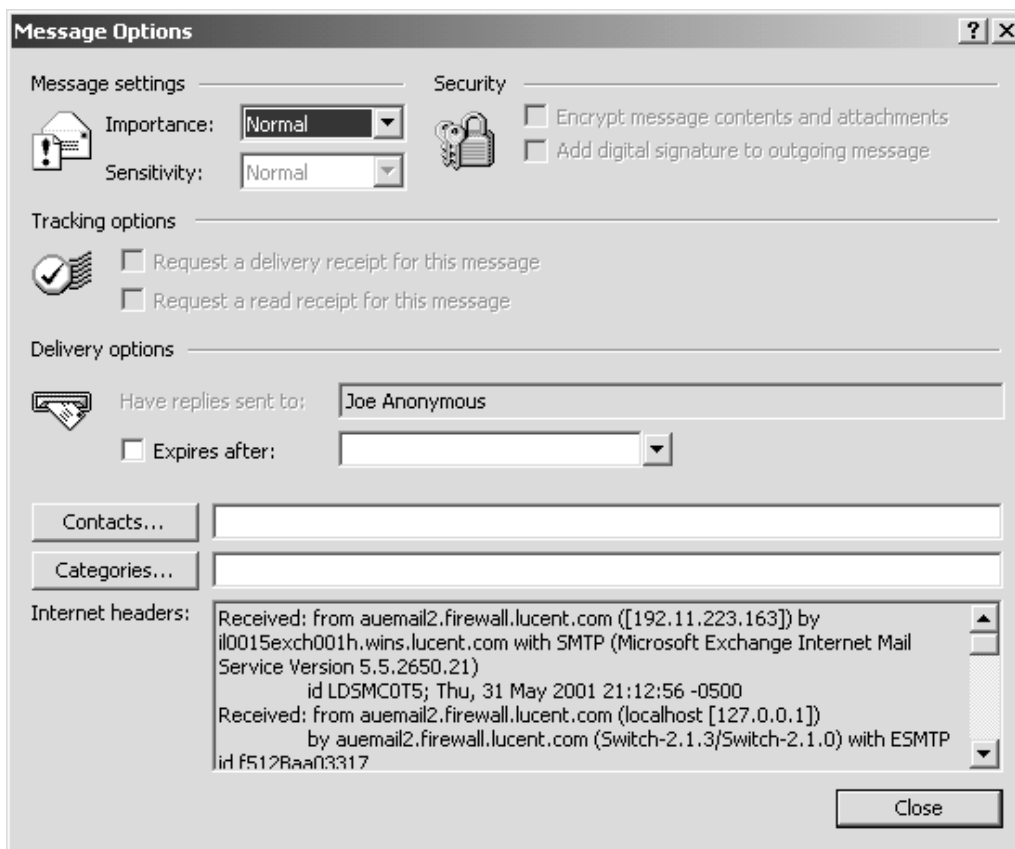 Message Options
Message settings
Security
Importance:
Normal
Encrypt message contents and attachments
Sensitivity:
Normal
Add digital signature to outgoing message
Tracking options
Request a delivery receipt for this message
Request a read receipt for this message
Delivery options
Have replies sent to:
Joe Anonymous
Expires after:
Contacts...
Categories...
Internet headers:
Received: from auemail2.firewall.lucent.com ([192.11.223.163]) by
il0015exch001h.wins.lucent.com with SMTP (Microsoft Exchange Internet Mail
Service Version 5.5.2650.21)
id LDSMC0T5; Thu, 31 May 2001 21:12:56 -0500
Received: from auemail2.firewall.lucent.com (localhost [127.0.0.1])
by auemail2.firewall.lucent.com (Switch-2.1.3/Switch-2.1.0) with ESMTP
id f512Baa03317
Close